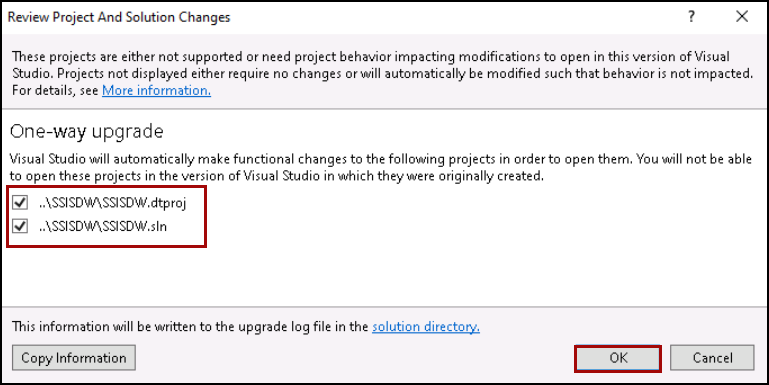 Review Project And Solution Changes
?
These projects are either not supported or need project behavior impacting modifications to open in this version of Visual
Studio. Projects not displayed either require no changes or will automatically be modified such that behavior is not impacted.
For details, see More information.
One-way upgrade
Visual Studio will automatically make functional changes to the following projects in order to open them. You will not be able
to open these projects in the version of Visual Studio in which they were originally created.
..\SSISDW\SSISDW.dtproj
..\SSISDW\SSISDW.sln
This information will be written to the upgrade log file in the solution directory.
Copy Information
OK
Cancel